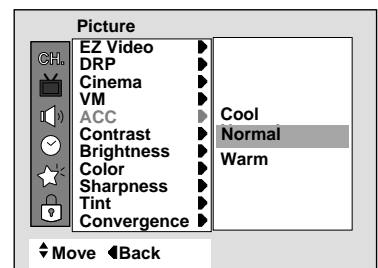 Picture
CH.
EZ Video
DRP
Cinema
VM
ACC
Contrast
Brightness
Color
Sharpness
Tint
Convergence
Cool
Normal
Warm
Move Back